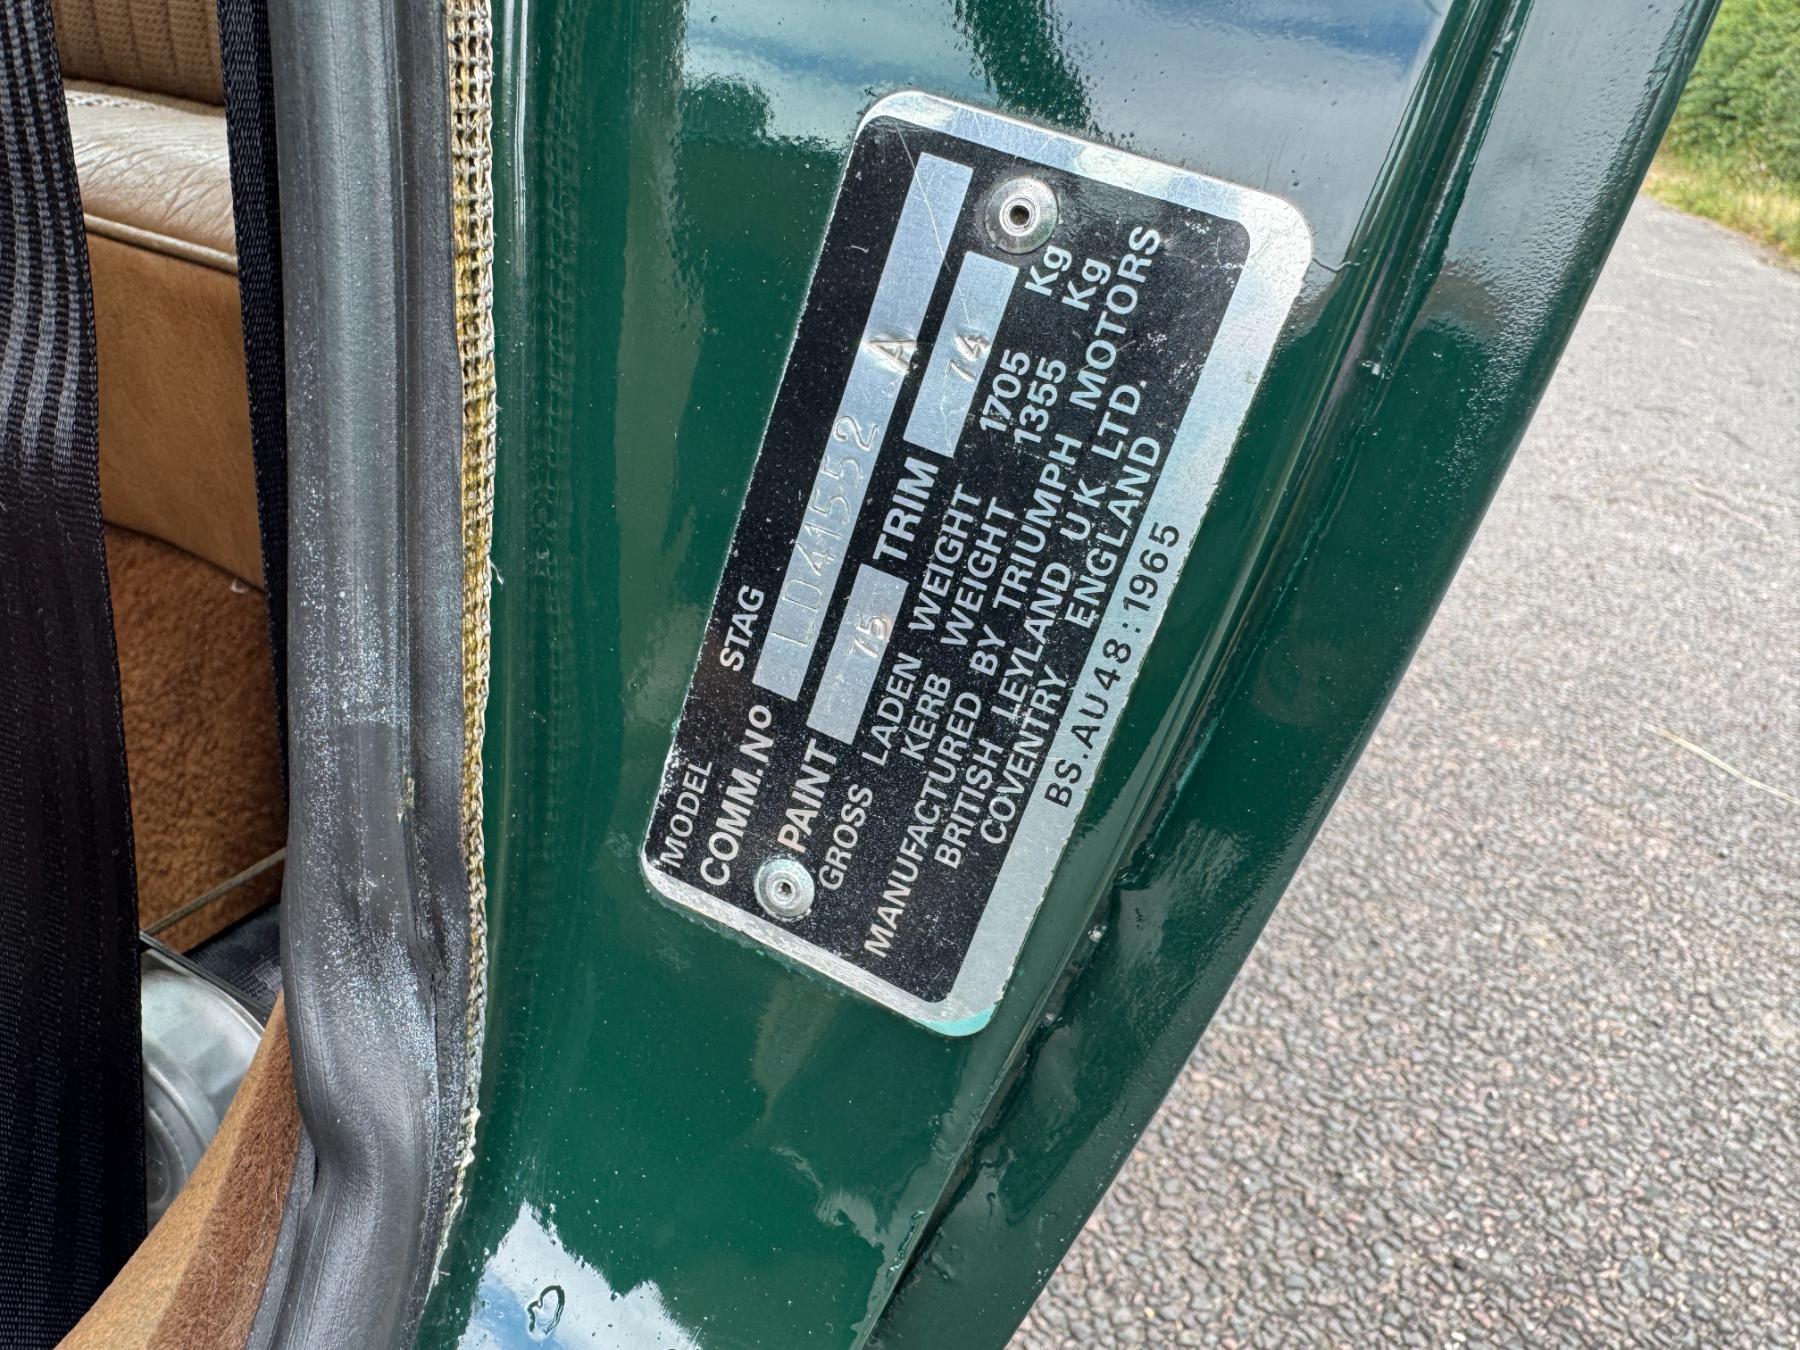 MODEL STAG
COMM.No LD41552 A
PAINT 75 TRIM 74
GROSS LADEN WEIGHT 1705 Kg
KERB WEIGHT 1355 Kg
MANUFACTURED BY TRIUMPH MOTORS
BRITISH LEYLAND U K LTD.
COVENTRY ENGLAND
BS.AU48:1965